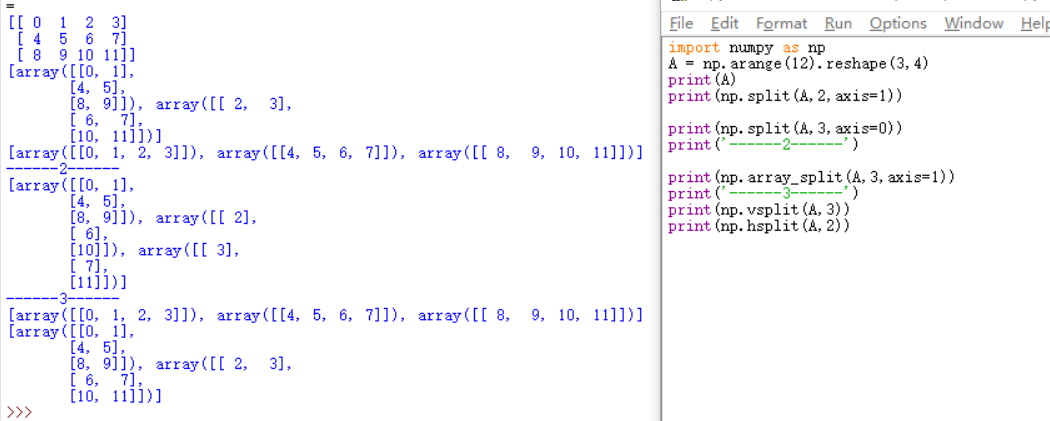 =
[[ 0  1  2  3]
 [ 4  5  6  7]
 [ 8  9 10 11]]
[array([[0, 1],
       [4, 5],
       [8, 9]]), array([[ 2,  3],
       [ 6,  7],
       [10, 11]])]
[array([[0, 1, 2, 3]]), array([[4, 5, 6, 7]]), array([[ 8,  9, 10, 11]])]
------2------
[array([[0, 1],
       [4, 5],
       [8, 9]]), array([[ 2],
       [ 6],
       [10]]), array([[ 3],
       [ 7],
       [11]])]
------3------
[array([[0, 1, 2, 3]]), array([[4, 5, 6, 7]]), array([[ 8,  9, 10, 11]])]
[array([[0, 1],
       [4, 5],
       [8, 9]]), array([[ 2,  3],
       [ 6,  7],
       [10, 11]])]
>>>
File Edit Format Run Options Window Help
import numpy as np
A = np.arange(12).reshape(3,4)
print(A)
print(np.split(A,2,axis=1))
print(np.split(A,3,axis=0))
print('------2------')
print(np.array_split(A,3,axis=1))
print('------3------')
print(np.vsplit(A,3))
print(np.hsplit(A,2))